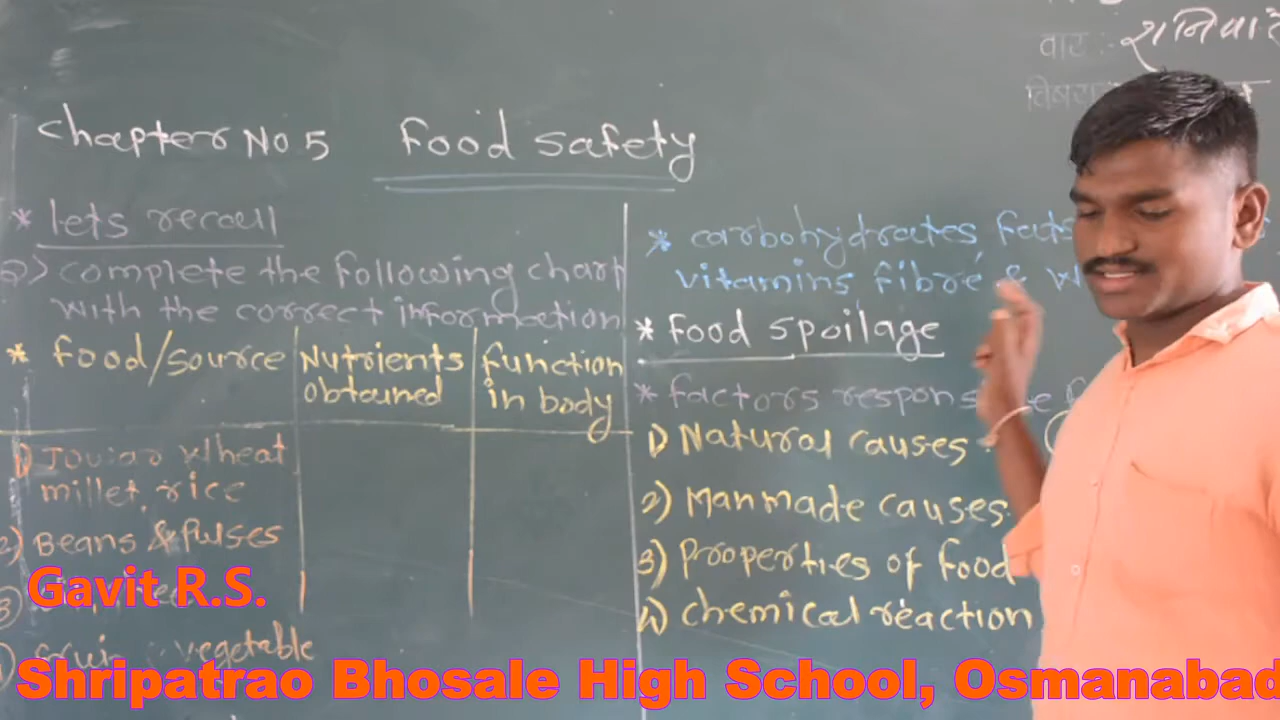 वार :- शनिवार
विषय
Chapter No 5 Food safety
* lets recall
Q) complete the following chart
with the correct information
* food/source
Nutrients
obtained
function
in body
1) Jowar wheat
millet, rice
2) Beans & pulses
3)
vegetable
* carbohydrates fats
vitamins fibre &
* Food spoilage
* factors
1) Natural causes
2) Manmade causes
3) Properties of food
4) chemical reaction
Gavit R.S.
Shripatrao Bhosale High School, Osmanabad